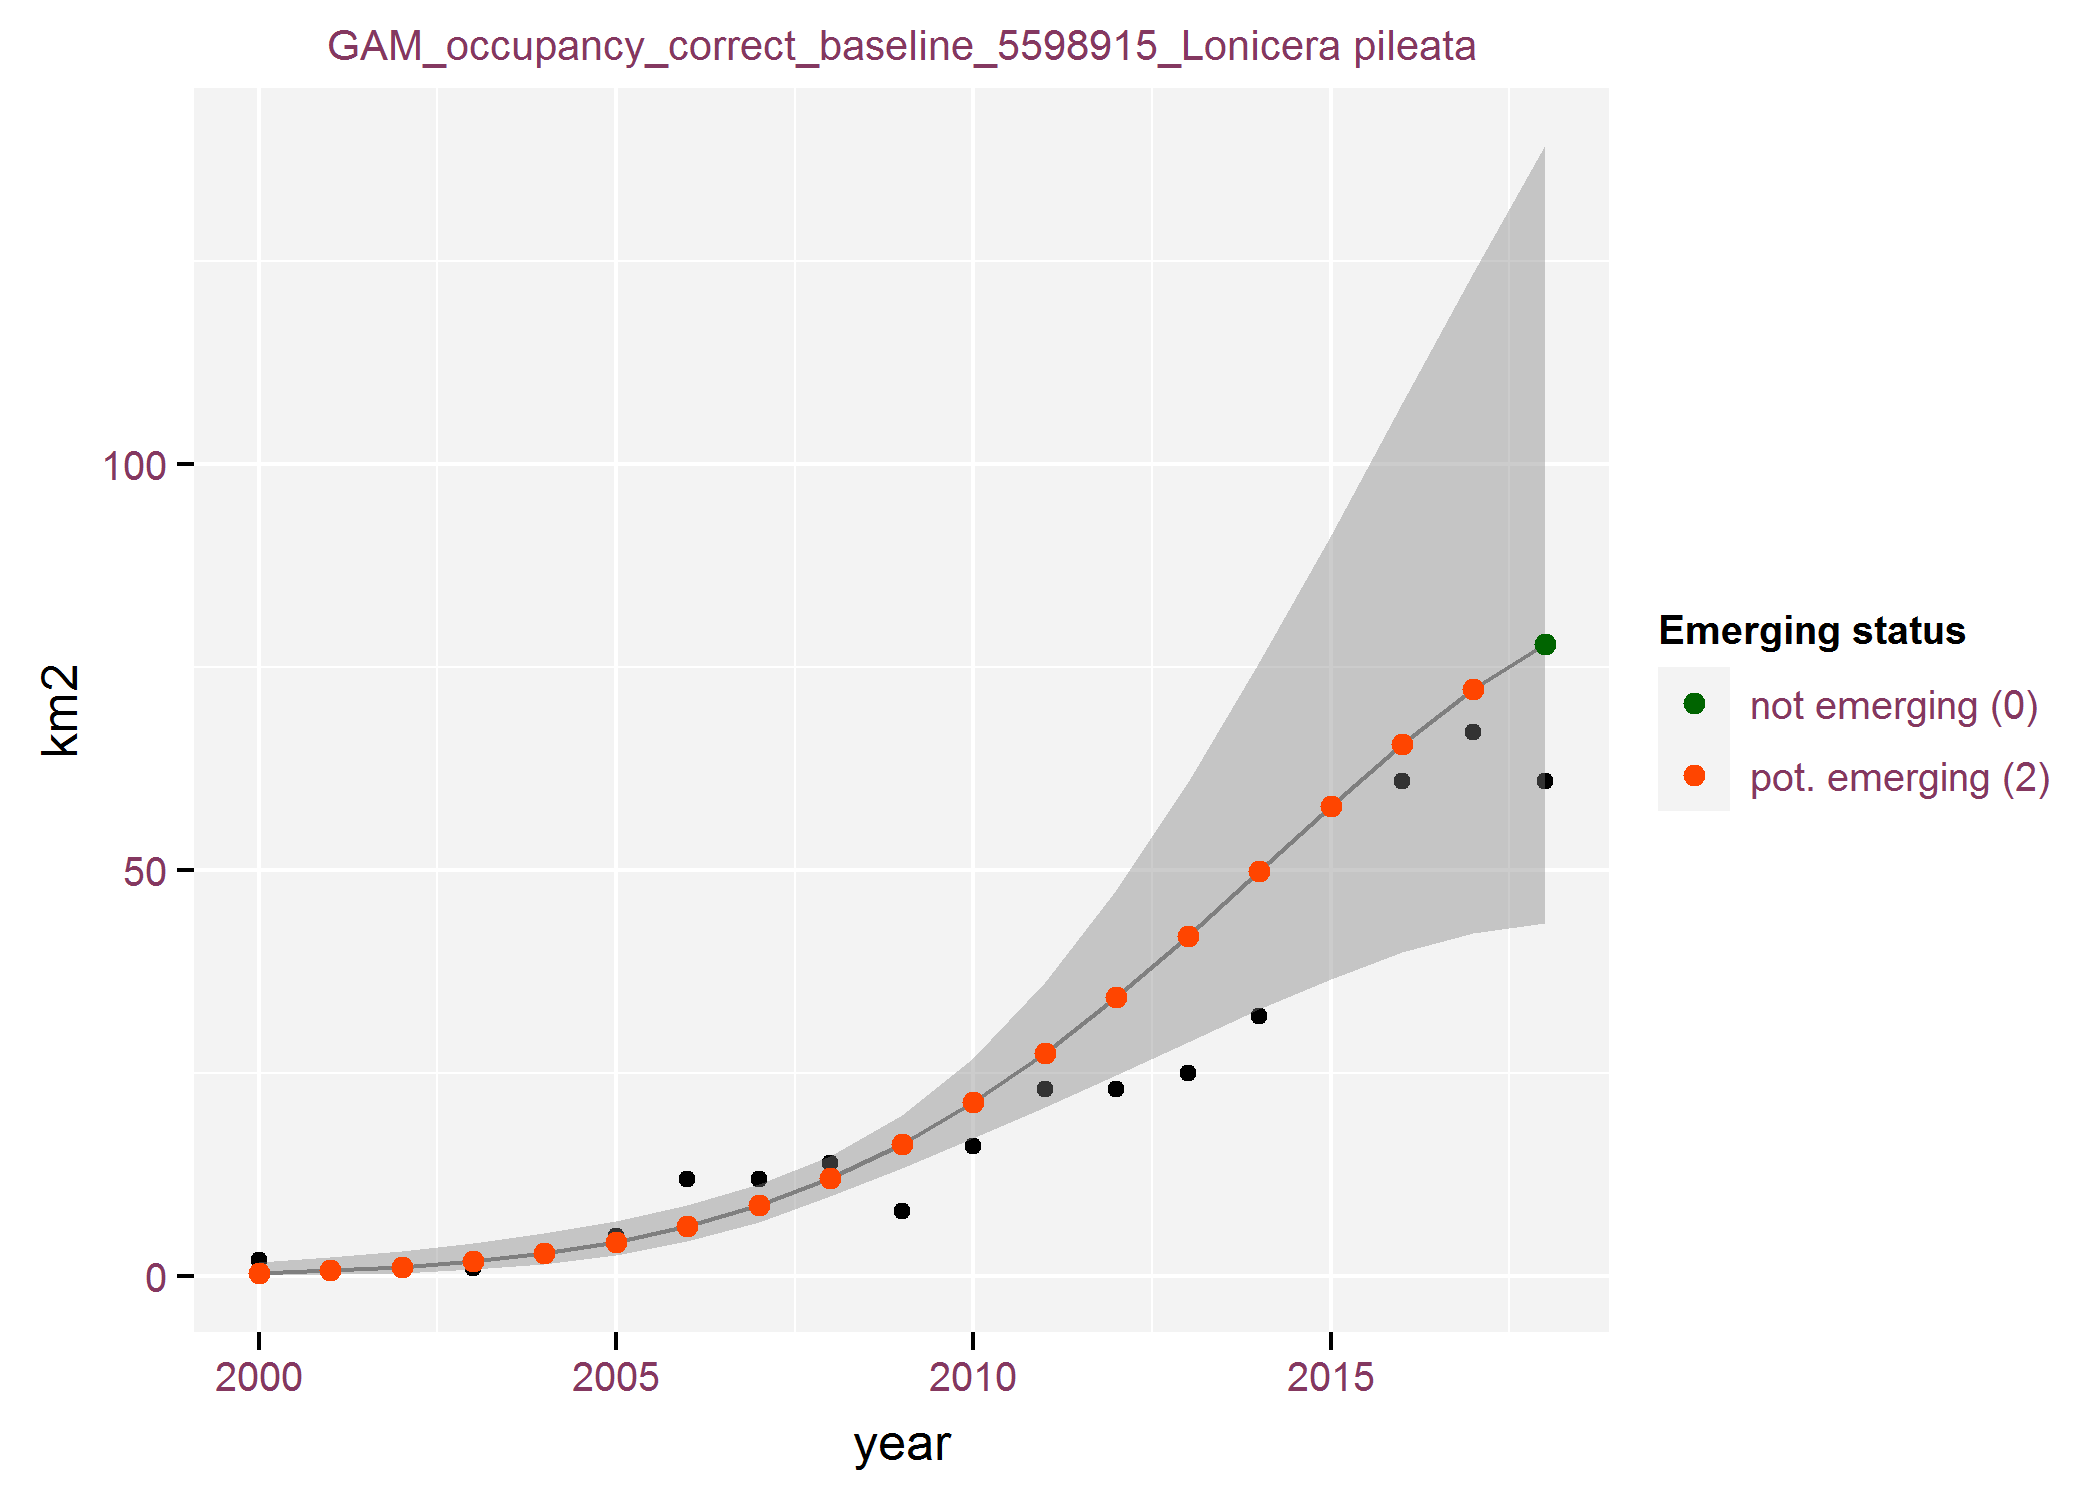 GAM_occupancy_correct_baseline_5598915_Lonicera pileata
km2
100
50
0
2000 2005 2010 2015
year
Emerging status
not emerging (0)
pot. emerging (2)